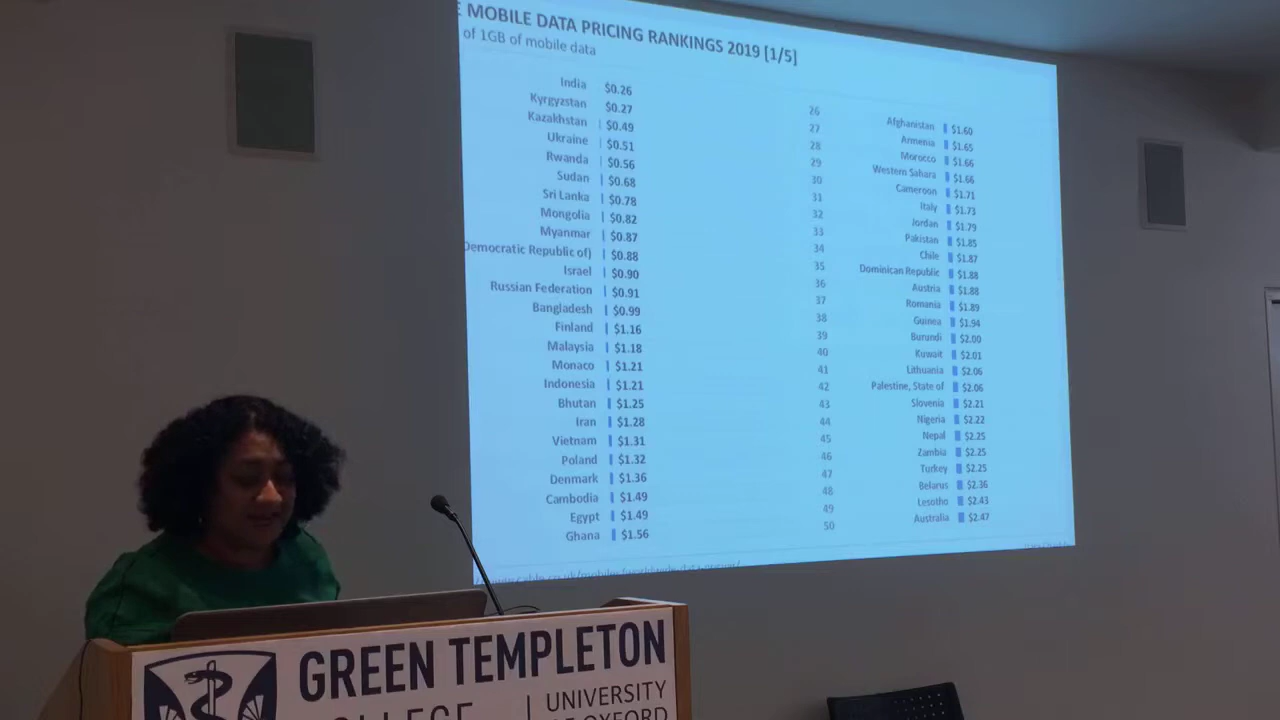 MOBILE DATA PRICING RANKINGS 2019 [1/5]
of 1GB of mobile data
India $0.26
Kyrgyzstan $0.27
Kazakhstan $0.49
Ukraine $0.51
Rwanda $0.56
Sudan $0.68
Sri Lanka $0.78
Mongolia $0.82
Myanmar $0.87
Democratic Republic of) $0.88
Israel $0.90
Russian Federation $0.91
Bangladesh $0.99
Finland $1.16
Malaysia $1.18
Monaco $1.21
Indonesia $1.21
Bhutan $1.25
Iran $1.28
Vietnam $1.31
Poland $1.32
Denmark $1.36
Cambodia $1.49
Egypt $1.49
Ghana $1.56
26 Afghanistan $1.60
27 Armenia $1.65
28 Morocco $1.66
29 Western Sahara $1.66
30 Cameroon $1.71
31 Italy $1.73
32 Jordan $1.79
33 Pakistan $1.85
34 Chile $1.87
35 Dominican Republic $1.88
36 Austria $1.88
37 Romania $1.89
38 Guinea $1.94
39 Burundi $2.00
40 Kuwait $2.01
41 Lithuania $2.06
42 Palestine, State of $2.06
43 Slovenia $2.21
44 Nigeria $2.22
45 Nepal $2.25
46 Zambia $2.25
47 Turkey $2.25
48 Belarus $2.36
49 Lesotho $2.43
50 Australia $2.47
GREEN TEMPLETON
COLLEGE
UNIVERSITY
OF OXFORD